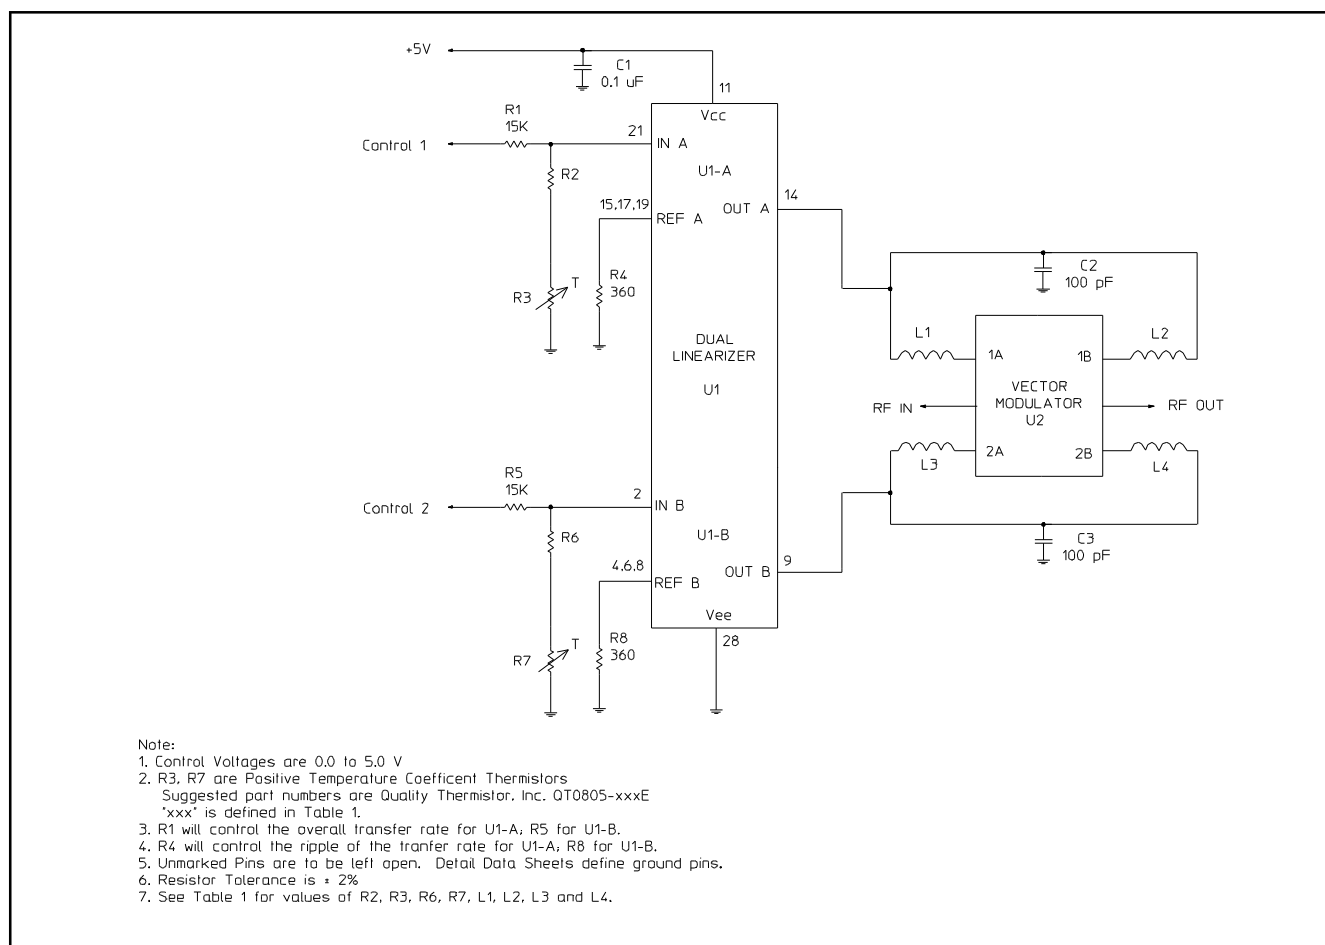 +5V
C1
0.1 uF
11
Vcc
R1
15K
Control 1
21
IN A
R2
U1-A
15,17,19
REF A
OUT A
14
R4
360
R3
T
C2
100 pF
DUAL
LINEARIZER
U1
L1
L2
1A
1B
VECTOR
MODULATOR
U2
RF IN
RF OUT
2A
2B
L3
L4
R5
15K
Control 2
2
IN B
R6
U1-B
4,6,8
REF B
OUT B
9
C3
100 pF
Vee
28
R8
360
R7
T
Note:
1. Control Voltages are 0.0 to 5.0 V
2. R3, R7 are Positive Temperature Coefficent Thermistors
Suggested part numbers are Quality Thermistor, Inc. QT0805-xxxE
"xxx" is defined in Table 1.
3. R1 will control the overall transfer rate for U1-A; R5 for U1-B.
4. R4 will control the ripple of the tranfer rate for U1-A; R8 for U1-B.
5. Unmarked Pins are to be left open. Detail Data Sheets define ground pins.
6. Resistor Tolerance is ± 2%
7. See Table 1 for values of R2, R3, R6, R7, L1, L2, L3 and L4.